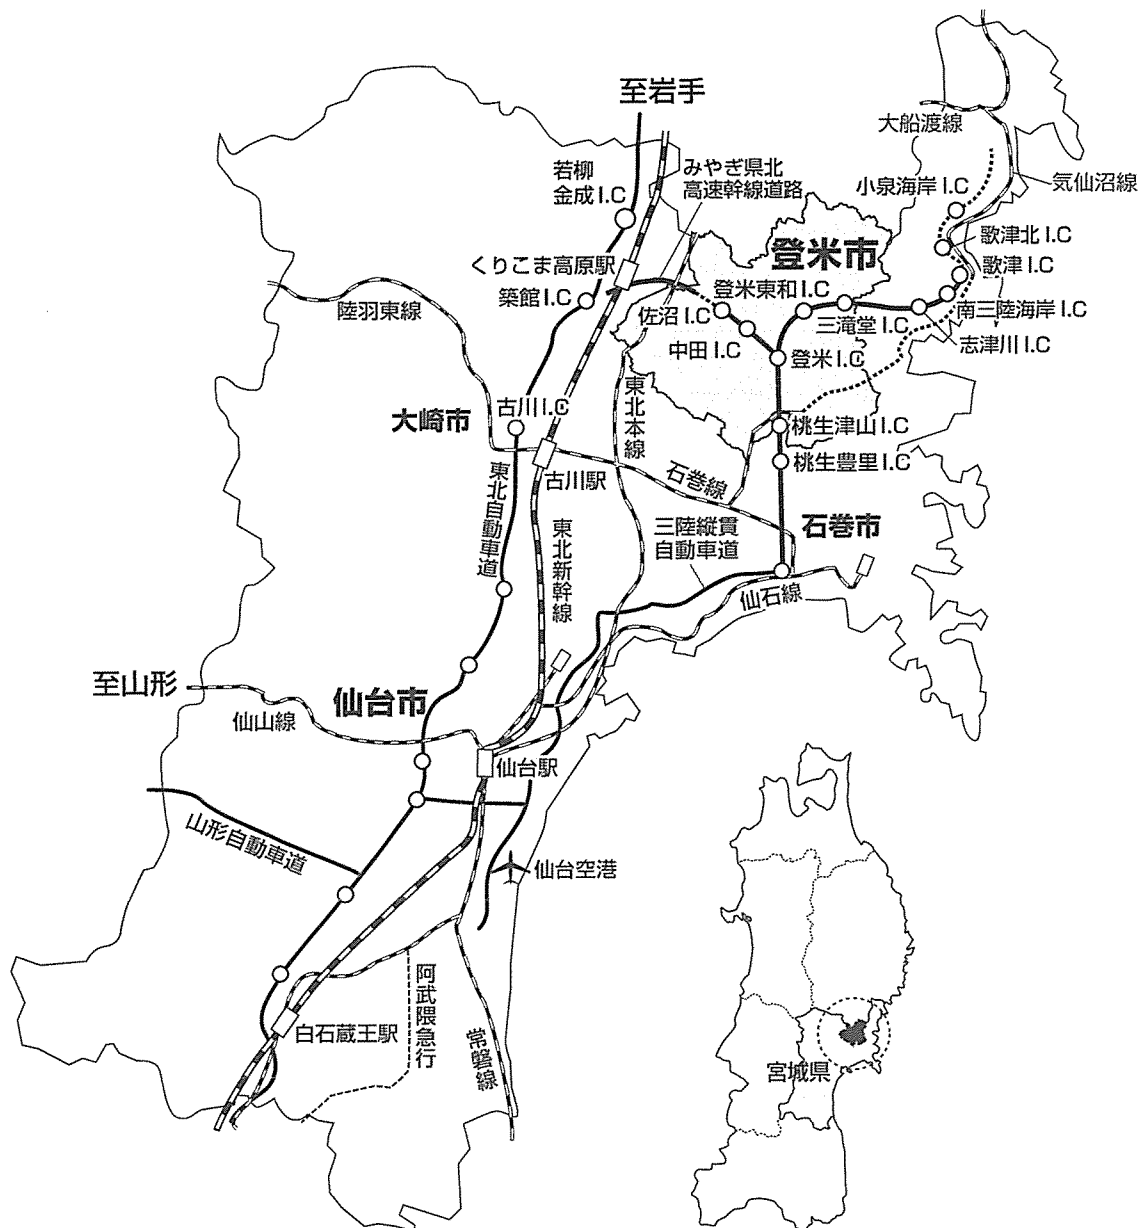 至岩手
大船渡線
若柳
金成I.C
みやぎ県北
高速幹線道路
小泉海岸I.C
気仙沼線
登米市
歌津北I.C
くりこま高原駅
歌津I.C
築館I.C
登米東和I.C
陸羽東線
佐沼I.C
三滝堂I.C
南三陸海岸I.C
中田I.C
登米I.C
志津川I.C
大崎市
古川I.C
東北本線
桃生津山I.C
桃生豊里I.C
古川駅
石巻線
東北自動車道
東北新幹線
三陸縦貫
自動車道
石巻市
仙石線
至山形
仙台市
仙山線
仙台駅
山形自動車道
仙台空港
阿武隈急行
白石蔵王駅
常磐線
宮城県